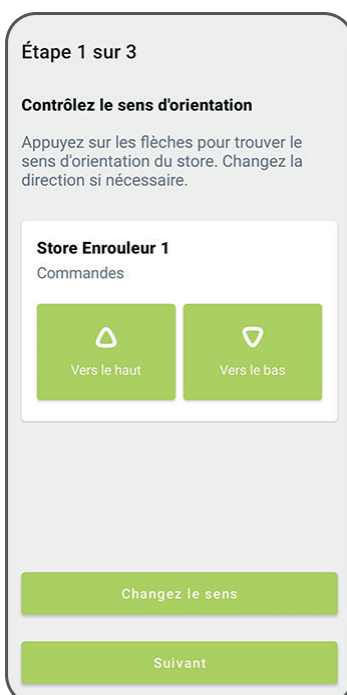 Étape 1 sur 3
Contrôlez le sens d'orientation
Appuyez sur les flèches pour trouver le
sens d'orientation du store. Changez la
direction si nécessaire.
Store Enrouleur 1
Commandes
Vers le haut
Vers le bas
Changez le sens
Suivant